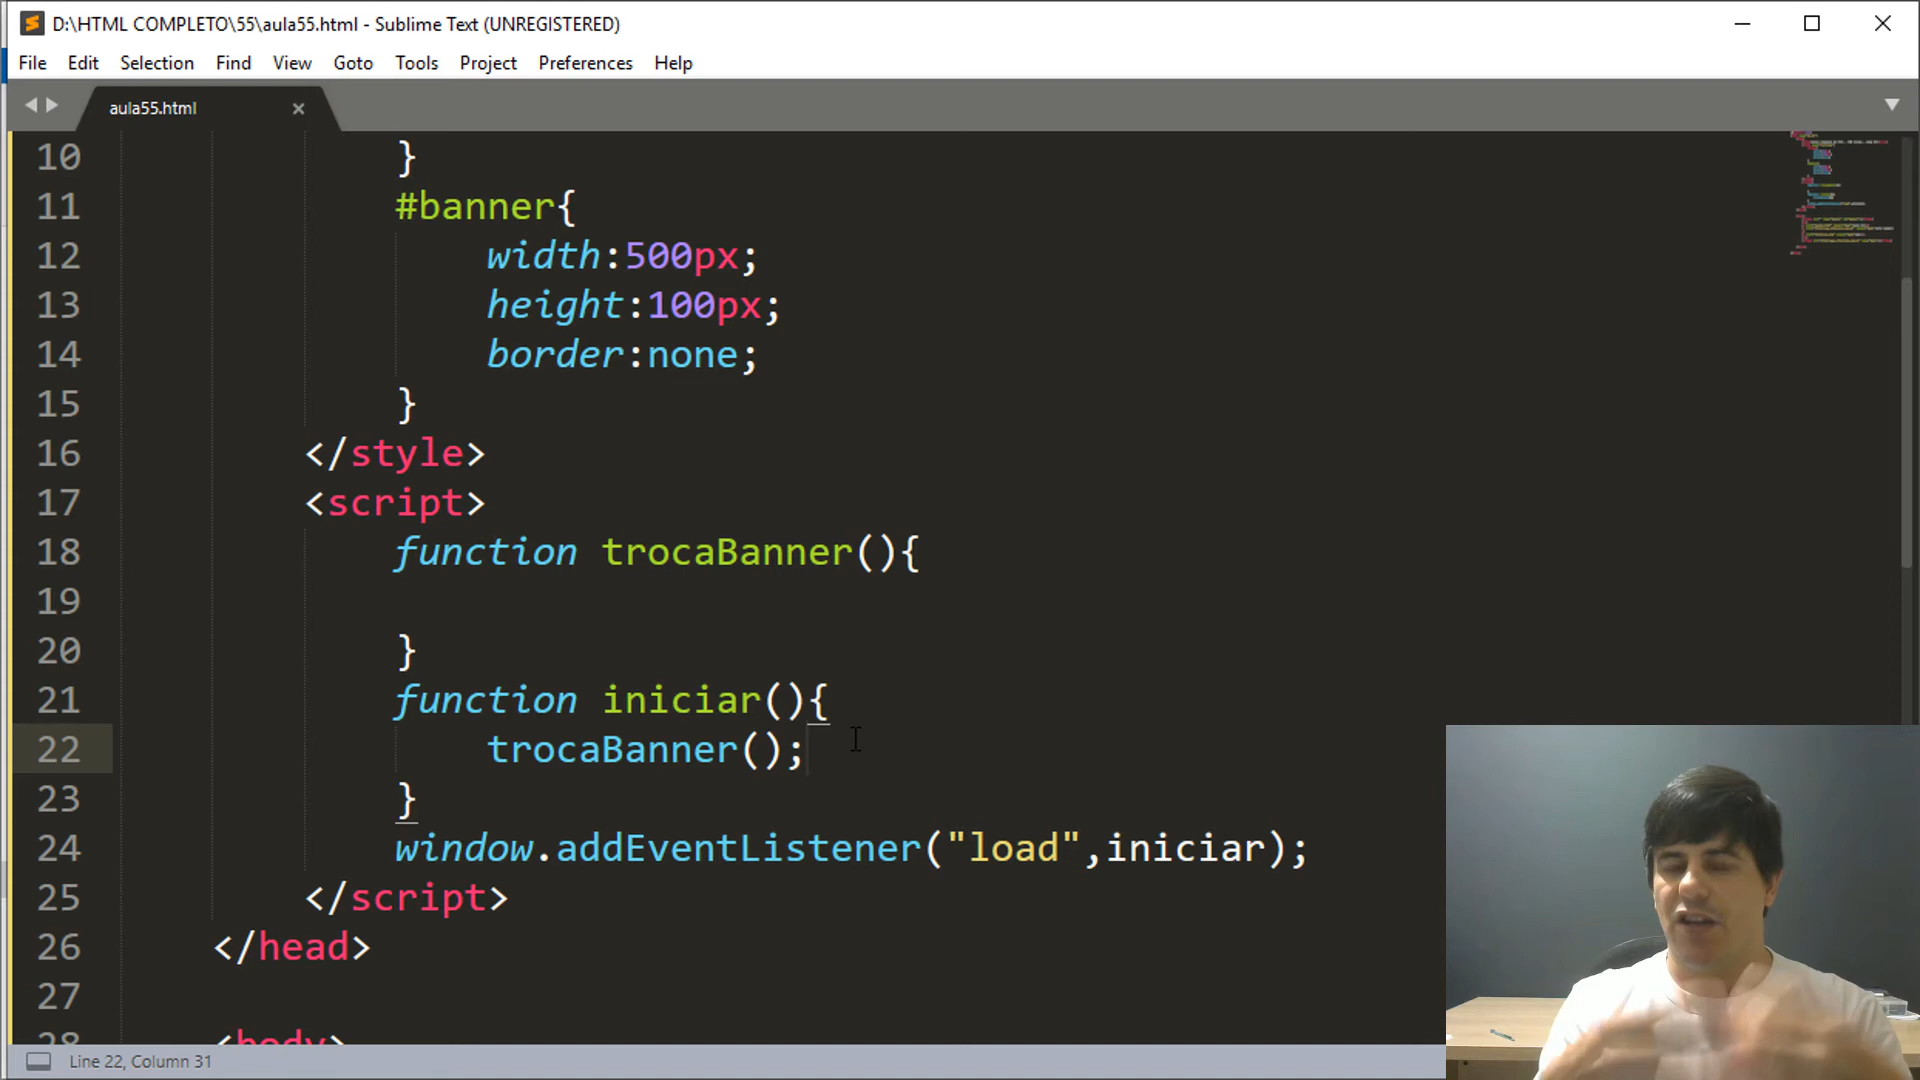 D:\HTML COMPLETO\55\aula55.html - Sublime Text (UNREGISTERED)
File Edit Selection Find View Goto Tools Project Preferences Help
aula55.html
10 }
11 #banner{
12 width:500px;
13 height:100px;
14 border:none;
15 }
16 </style>
17 <script>
18 function trocaBanner(){
19
20 }
21 function iniciar(){
22 trocaBanner();
23 }
24 window.addEventListener("load",iniciar);
25 </script>
26 </head>
27
28 <body>
Line 22, Column 31